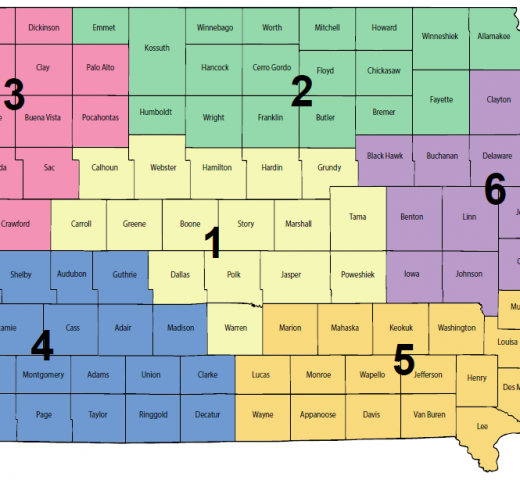 Dickinson Emmet Winnebago Worth Mitchell Howard
Kossuth Winneshiek Allamakee
3 Clay Palo Alto Hancock Cerro Gordo Floyd Chickasaw
2 Fayette Clayton
Buena Vista Pocahontas Humboldt Wright Franklin Butler Bremer
Sac Calhoun Webster Hamilton Hardin Grundy Black Hawk Buchanan Delaware
6
Crawford Carroll Greene Boone Story Marshall Tama Benton Linn
1
Shelby Audubon Guthrie Dallas Polk Jasper Poweshiek Iowa Johnson
Cass Adair Madison Warren Marion Mahaska Keokuk Washington
4 5 Louisa
Montgomery Adams Union Clarke Lucas Monroe Wapello Jefferson Henry
Des M
Page Taylor Ringgold Decatur Wayne Appanoose Davis Van Buren
Lee